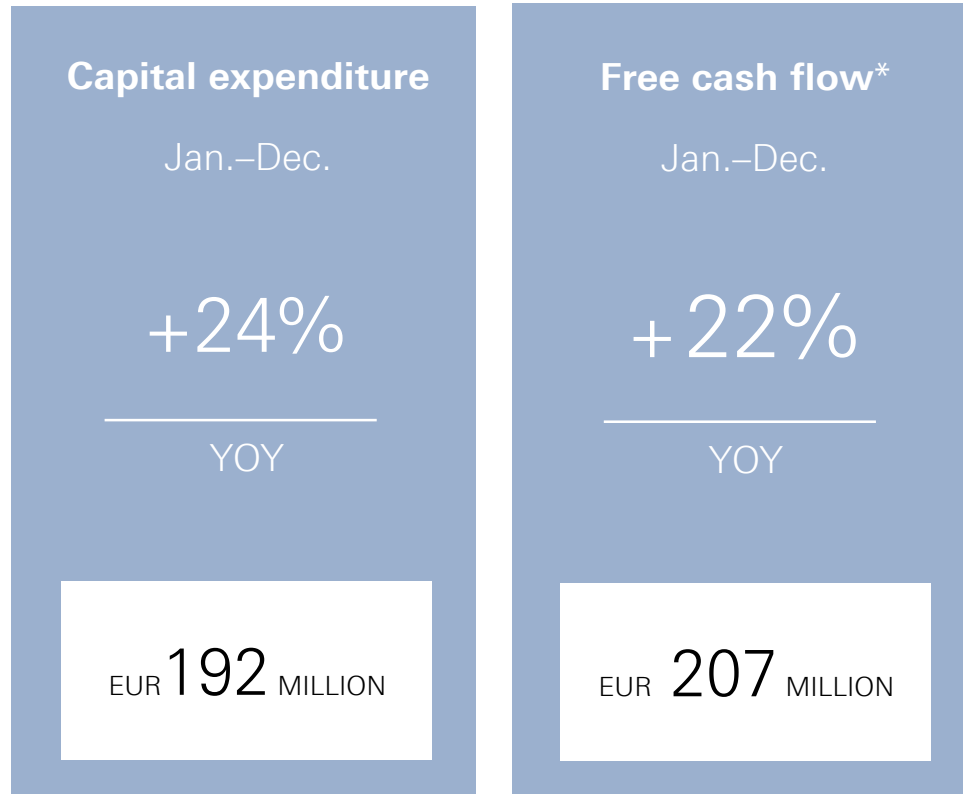 Capital expenditure
Jan.–Dec.
+24%
YOY
EUR 192 MILLION
Free cash flow*
Jan.–Dec.
+22%
YOY
EUR 207 MILLION